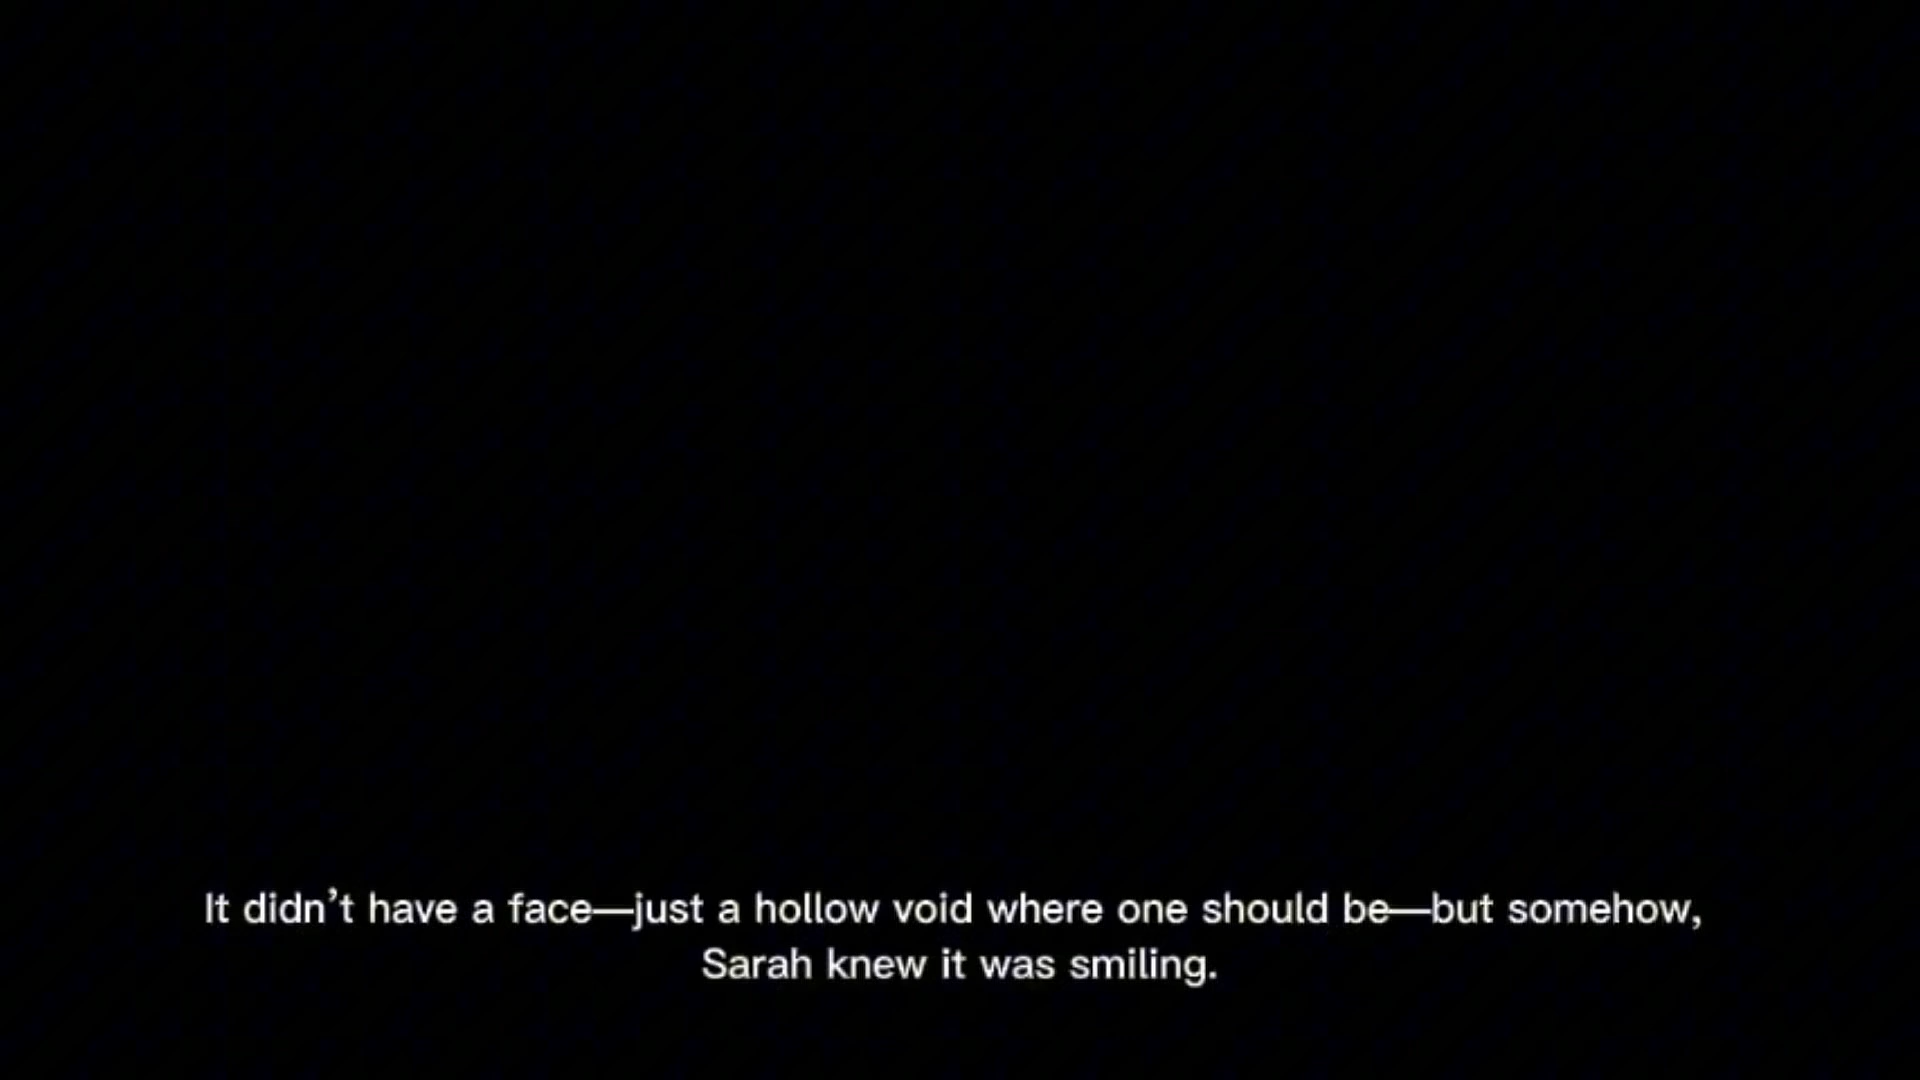 It didn’t have a face—just a hollow void where one should be—but somehow,
Sarah knew it was smiling.